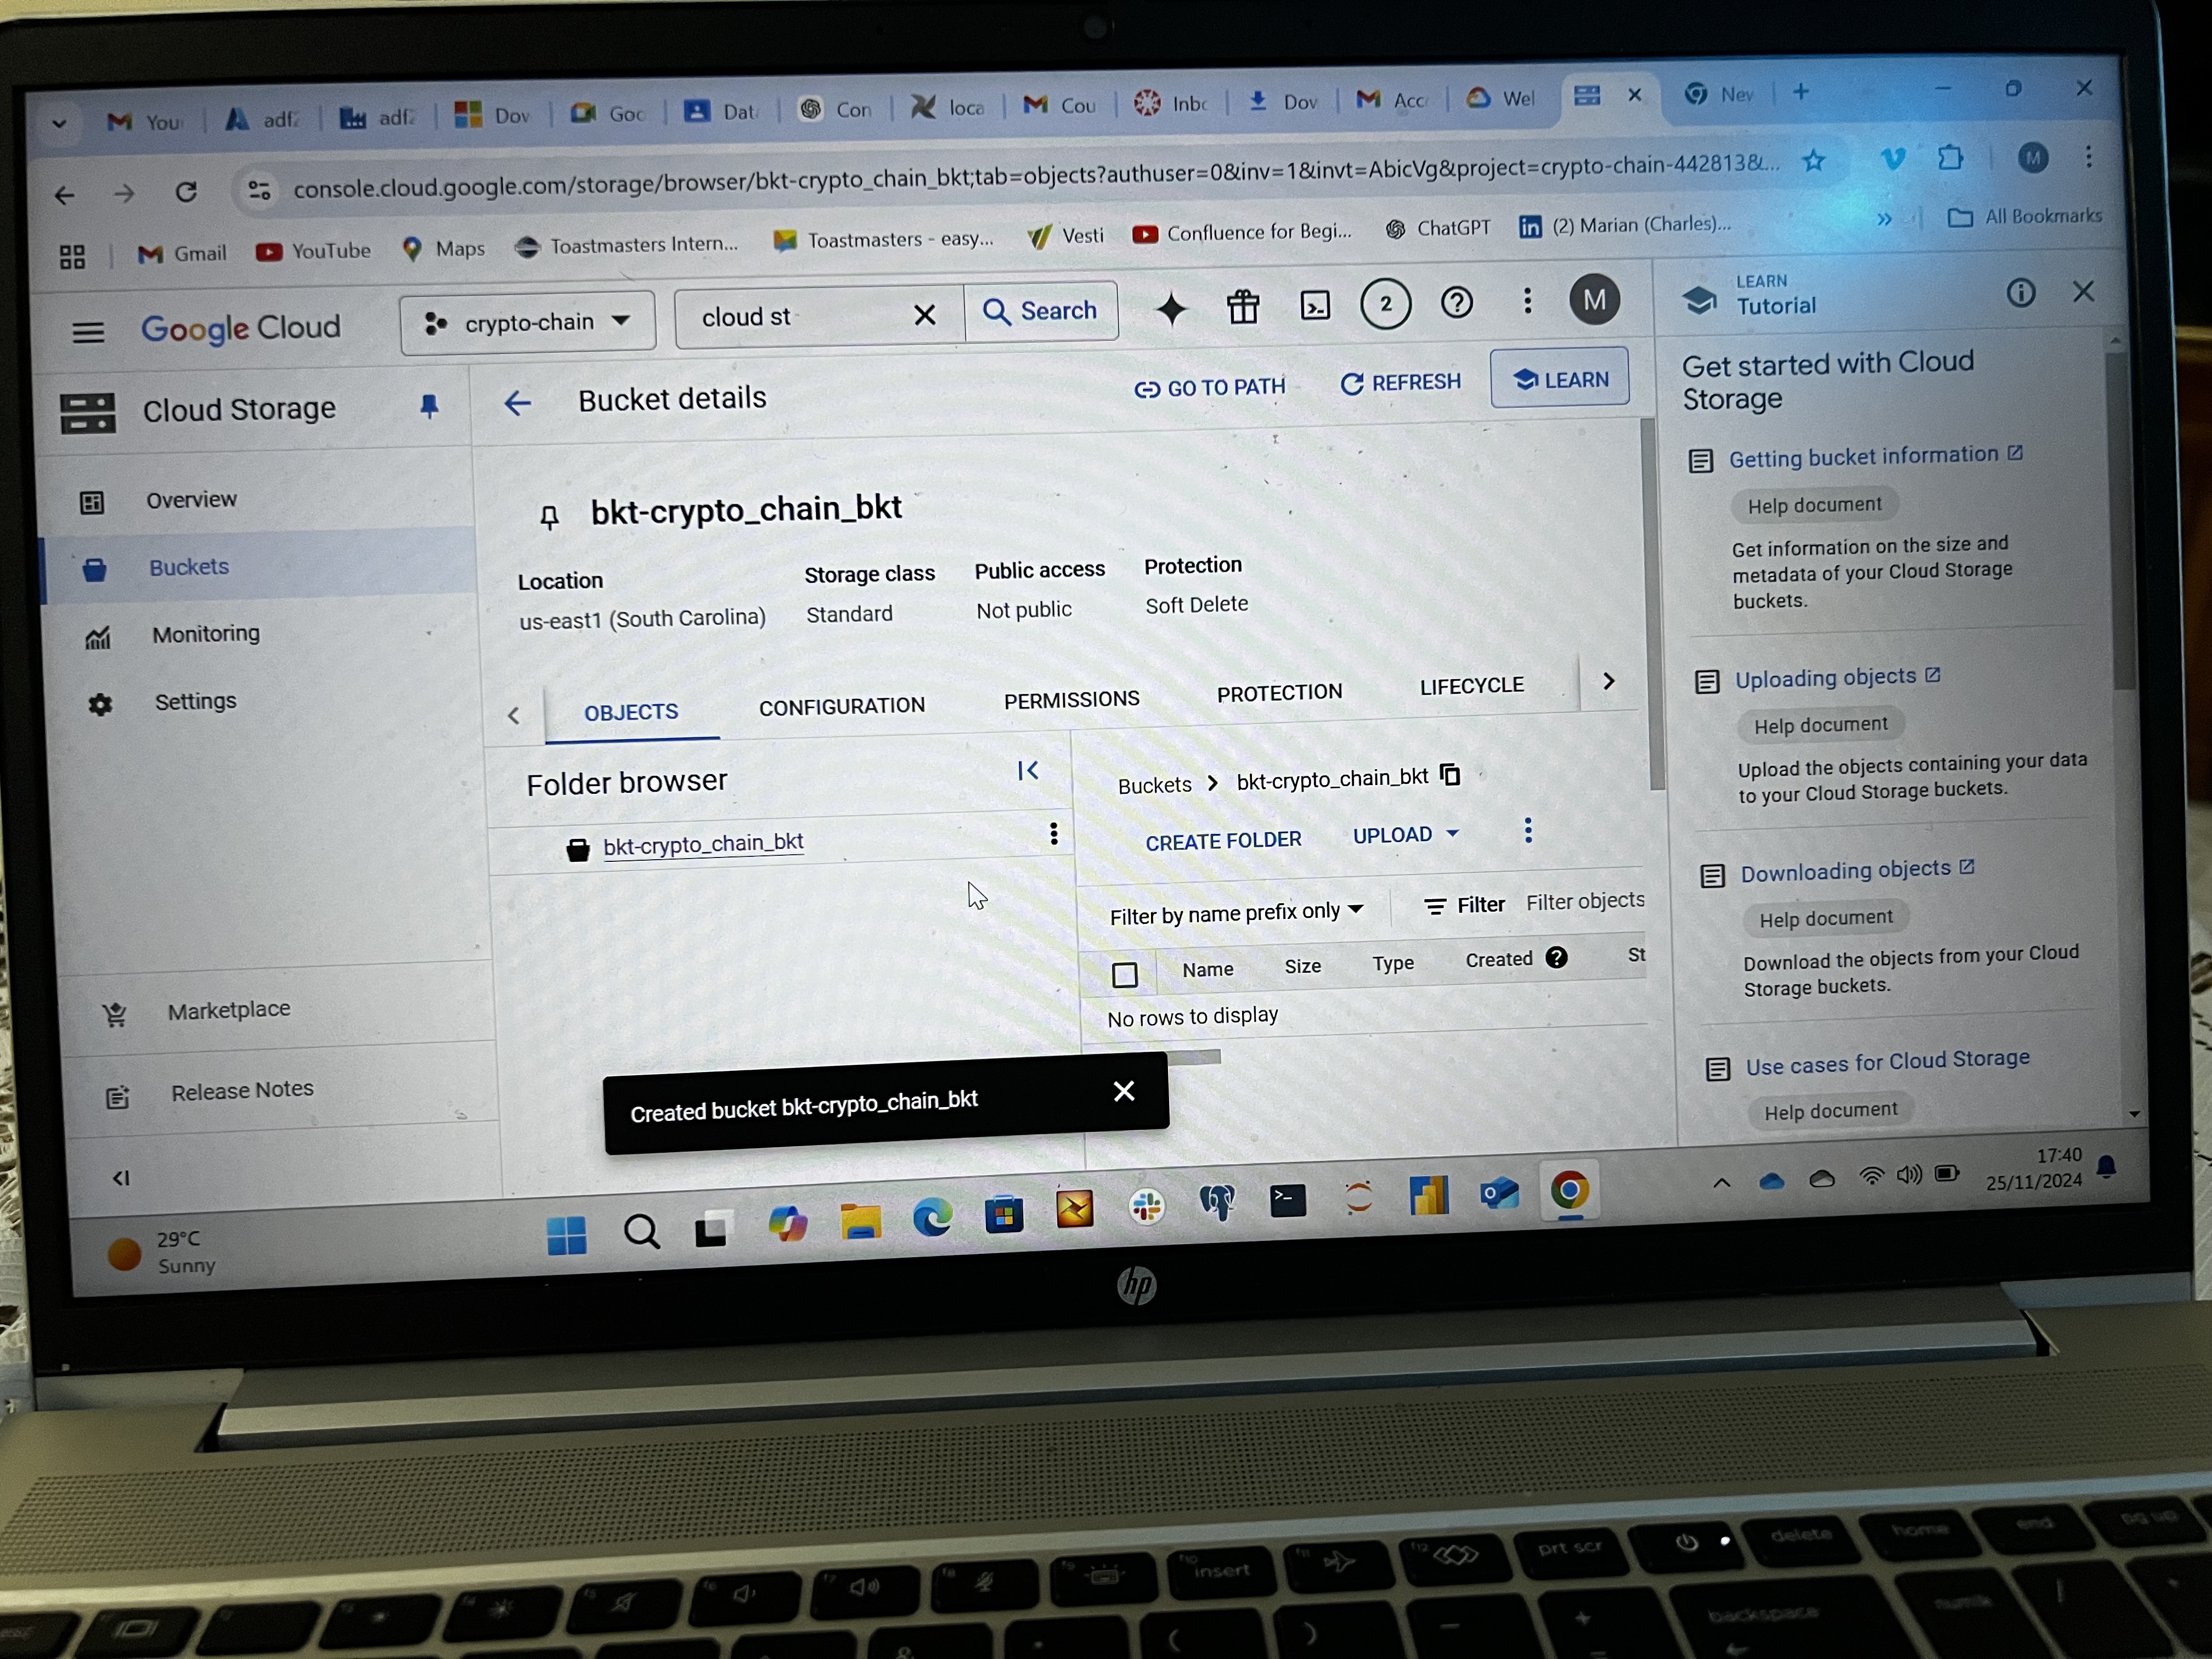 You
adf
adf
Dov
Goc
Dat
Con
loca
Cou
Inbc
Dov
Acc
Wel
Nev
console.cloud.google.com/storage/browser/bkt-crypto_chain_bkt;tab=objects?authuser=0&inv=1&invt=AbicVg&project=crypto-chain-442813&...
M
Gmail
YouTube
Maps
Toastmasters Intern...
Toastmasters - easy...
Vesti
Confluence for Begi...
ChatGPT
(2) Marian (Charles)...
All Bookmarks
Google Cloud
crypto-chain
cloud st
Search
2
M
LEARN
Tutorial
Cloud Storage
Bucket details
GO TO PATH
REFRESH
LEARN
Overview
Buckets
Monitoring
Settings
Marketplace
Release Notes
bkt-crypto_chain_bkt
Location Storage class Public access Protection
us-east1 (South Carolina) Standard Not public Soft Delete
OBJECTS CONFIGURATION PERMISSIONS PROTECTION LIFECYCLE
Folder browser
bkt-crypto_chain_bkt
Buckets > bkt-crypto_chain_bkt
CREATE FOLDER UPLOAD
Filter by name prefix only Filter Filter objects
Name Size Type Created St
No rows to display
Created bucket bkt-crypto_chain_bkt
Get started with Cloud
Storage
Getting bucket information
Help document
Get information on the size and
metadata of your Cloud Storage
buckets.
Uploading objects
Help document
Upload the objects containing your data
to your Cloud Storage buckets.
Downloading objects
Help document
Download the objects from your Cloud
Storage buckets.
Use cases for Cloud Storage
Help document
29°C
Sunny
17:40
25/11/2024
hp
insert
prt scr
delete
home
end
pg up
backspace